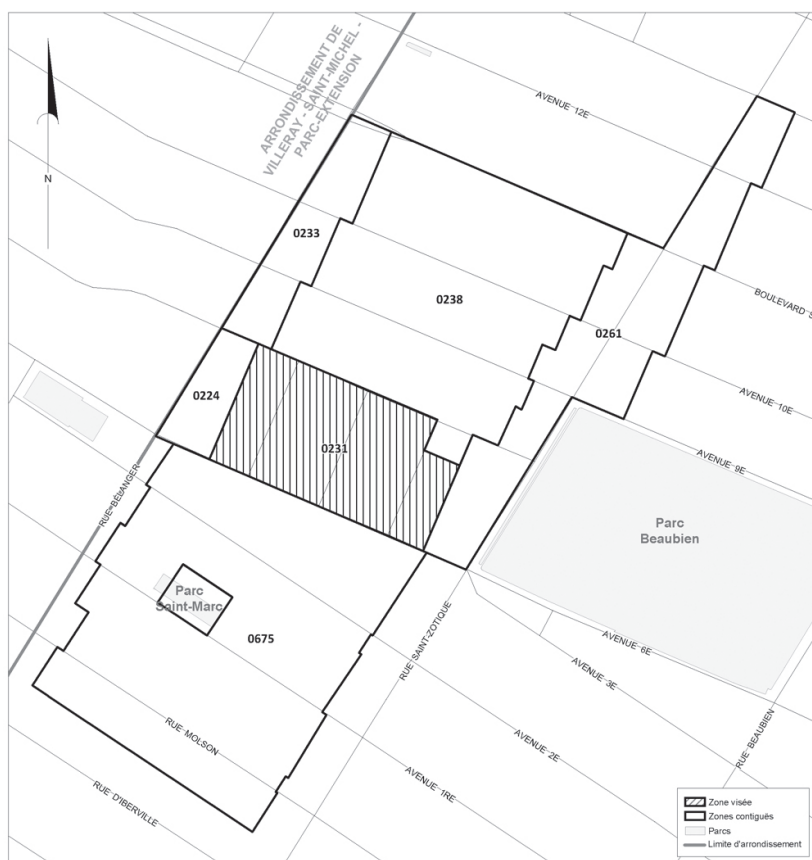 ARRONDISSEMENT DE
VILLERAY - SAINT-MICHEL -
PARC-EXTENSION
AVENUE 12E
N
0233
0238
BOULEVARD S
0261
0224
AVENUE 10E
0231
AVENUE 9E
RUE BÉLANGER
Parc
Beaubien
Parc
Saint-Marc
0675
RUE SAINT-ZOTIQUE
AVENUE 6E
AVENUE 3E
RUE MOLSON
AVENUE 2E
RUE BEAUBIEN
RUE D'IBERVILLE
AVENUE 1RE
Zone visée
Zones contiguës
Parcs
Limite d'arrondissement